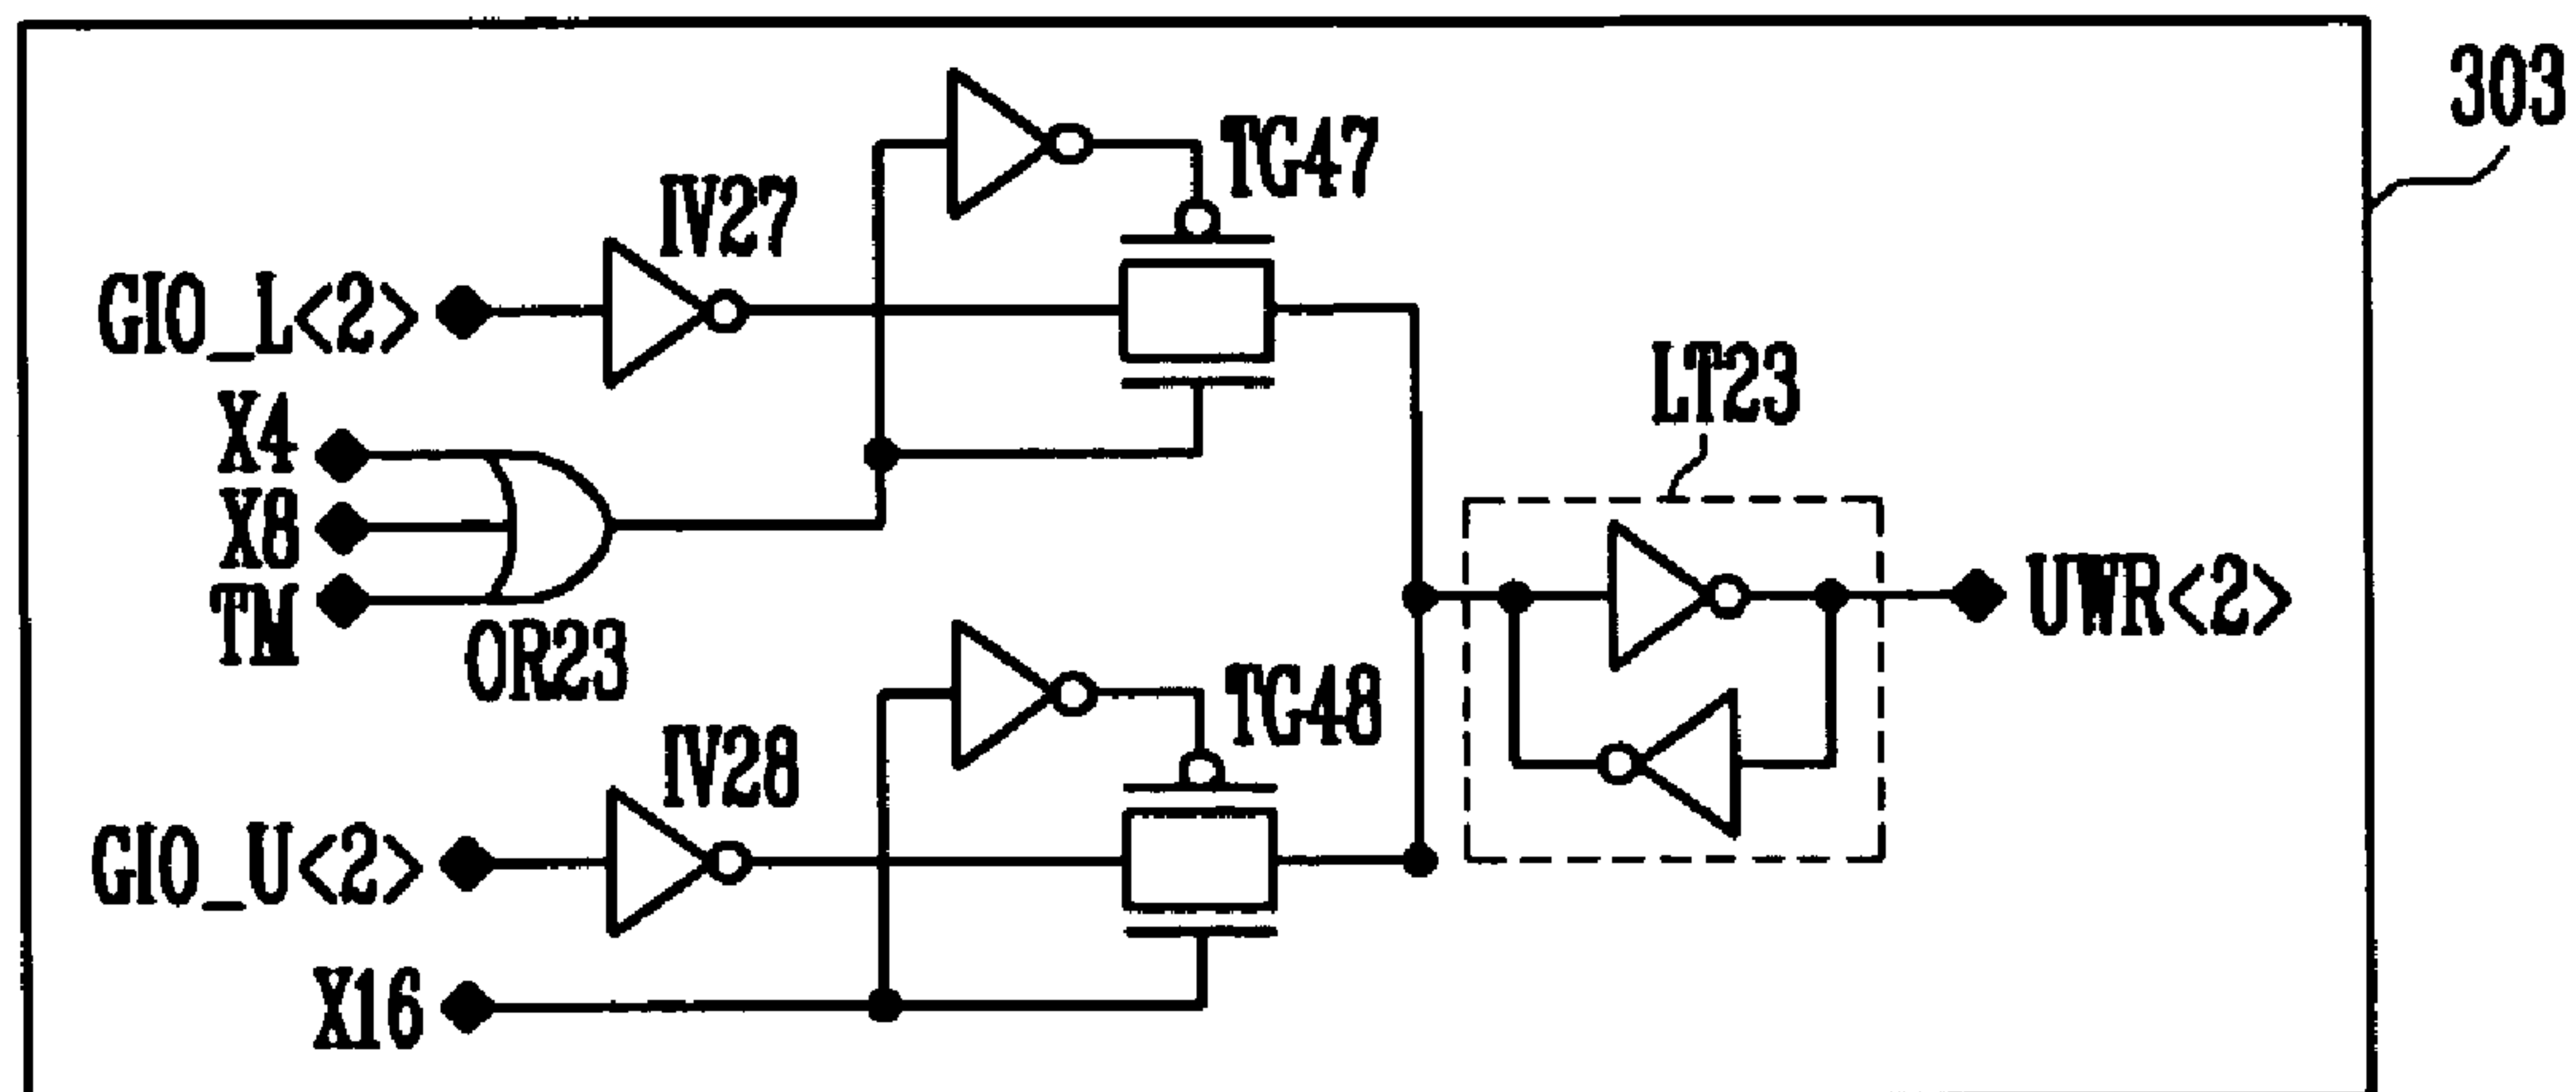 303
TG47
IV27
GIO_L<2>
X4
LT23
X8
UWR<2>
TM
OR23
TG48
IV28
GIO_U<2>
X16